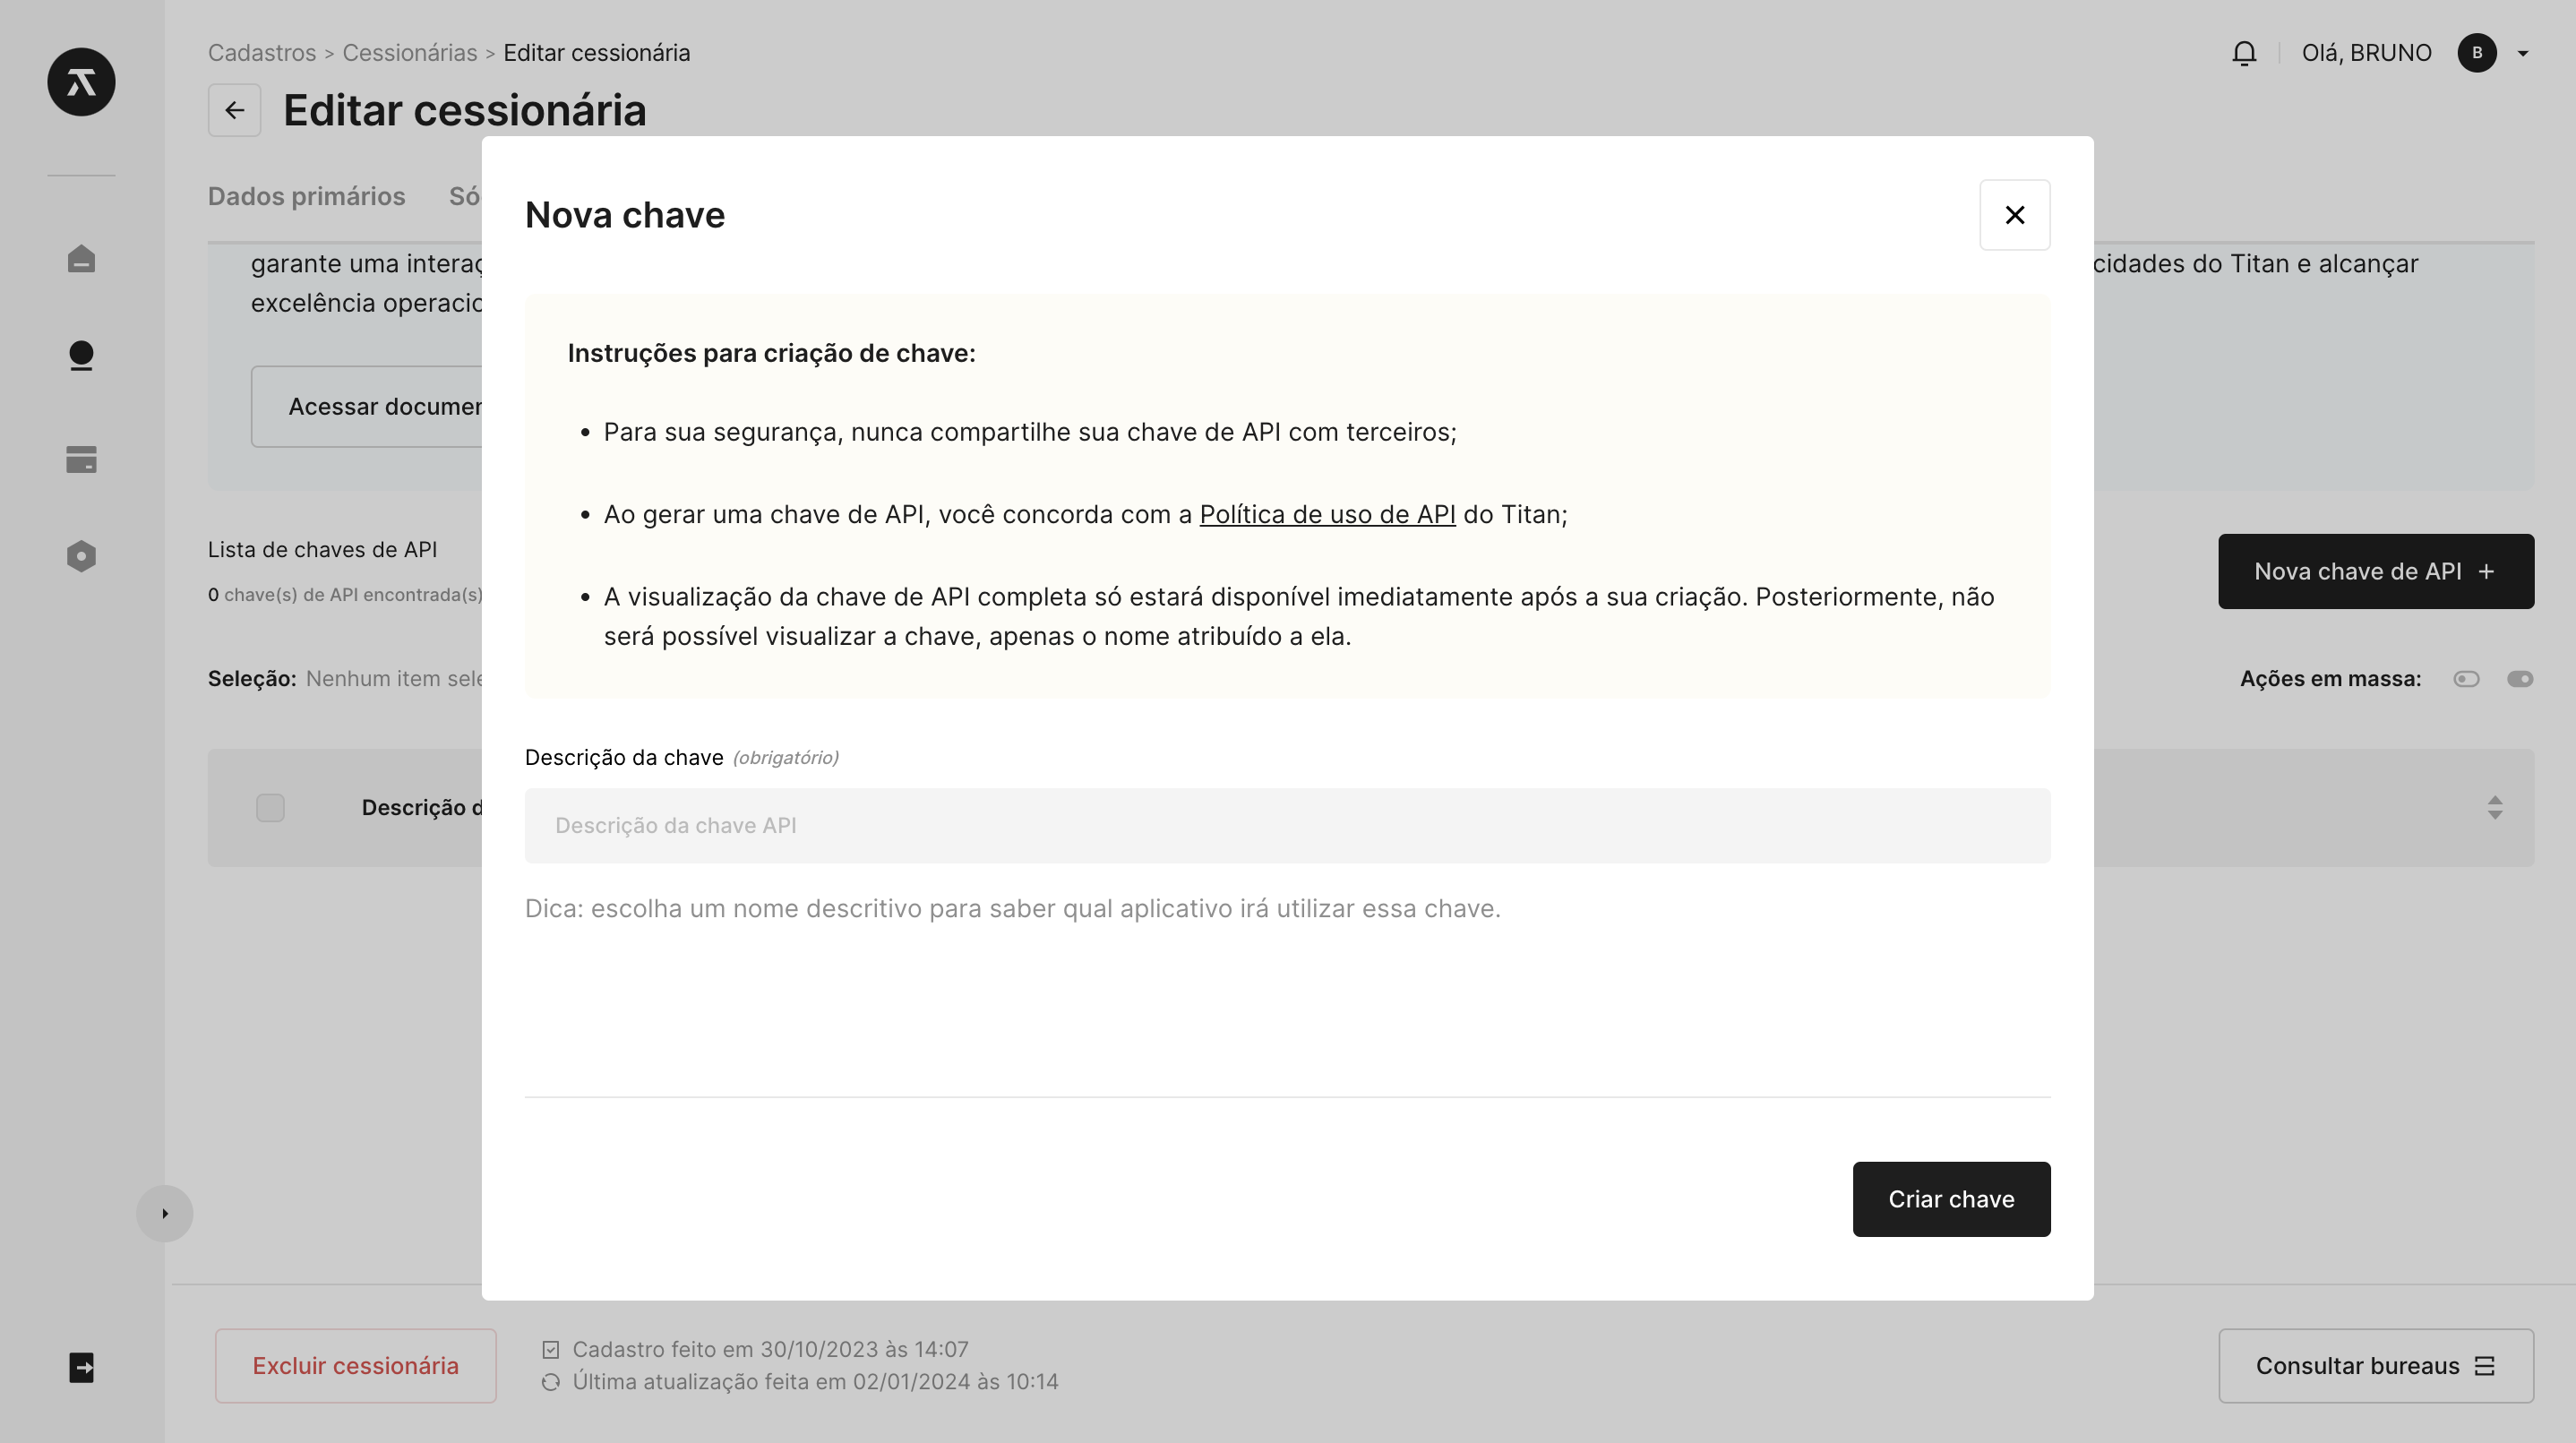 Cadastros > Cessionárias > Editar cessionária
Olá, BRUNO
B
Editar cessionária
Dados primários
Nova chave
garante uma
cidades do Titan e alcançar
excelência
Instruções para criação de chave:
Acessar
• Para sua segurança, nunca compartilhe sua chave de API com terceiros;
• Ao gerar uma chave de API, você concorda com a Política de uso de API do Titan;
Lista de chaves de API
0 chave(s) de API encontrada(s)
Nova chave de API +
• A visualização da chave de API completa só estará disponível imediatamente após a sua criação. Posteriormente, não
será possível visualizar a chave, apenas o nome atribuído a ela.
Seleção: Nenhum item
Ações em massa:
Descrição da chave (obrigatório)
Descrição
Descrição da chave API
Dica: escolha um nome descritivo para saber qual aplicativo irá utilizar essa chave.
Criar chave
Excluir cessionária
Cadastro feito em 30/10/2023 às 14:07
Última atualização feita em 02/01/2024 às 10:14
Consultar bureaus